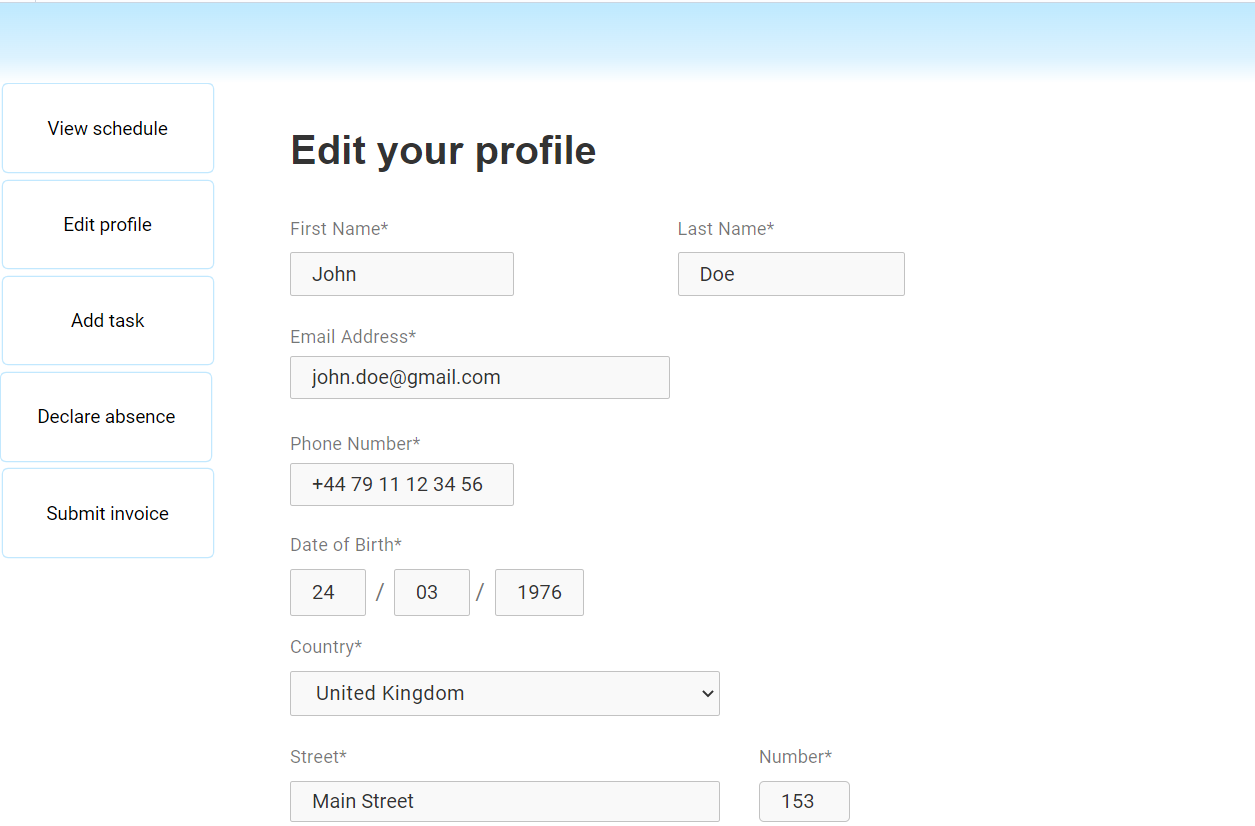 View schedule
Edit profile
Add task
Declare absence
Submit invoice
Edit your profile
First Name* Last Name*
John Doe
Email Address*
john.doe@gmail.com
Phone Number*
+44 79 11 12 34 56
Date of Birth*
24 / 03 / 1976
Country*
United Kingdom
Street* Number*
Main Street 153